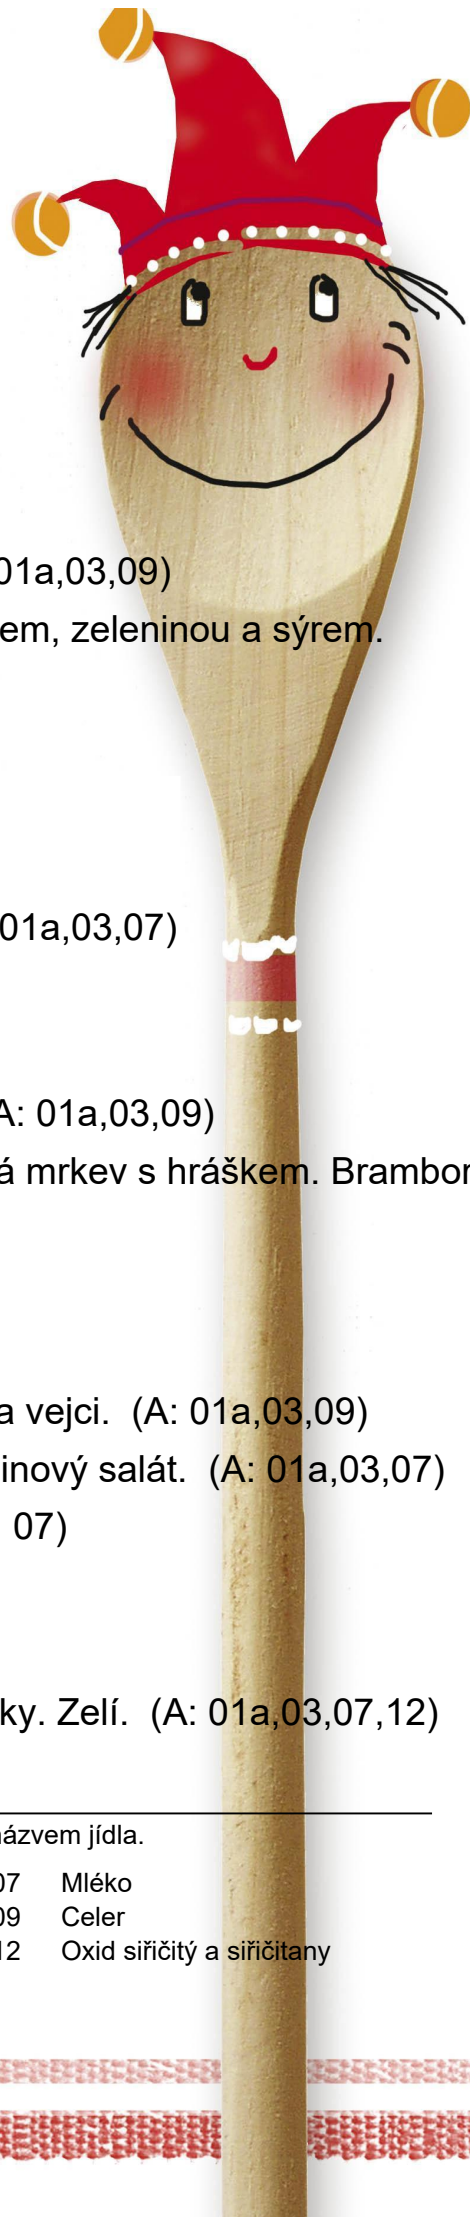 01a,03,09)
em, zeleninou a sýrem.
01a,03,07)
A: 01a,03,09)
á mrkev s hráškem. Brambor
a vejci. (A: 01a,03,09)
inový salát. (A: 01a,03,07)
07)
ky. Zelí. (A: 01a,03,07,12)
názvem jídla.
07 Mléko
09 Celer
12 Oxid siřičitý a siřičitany